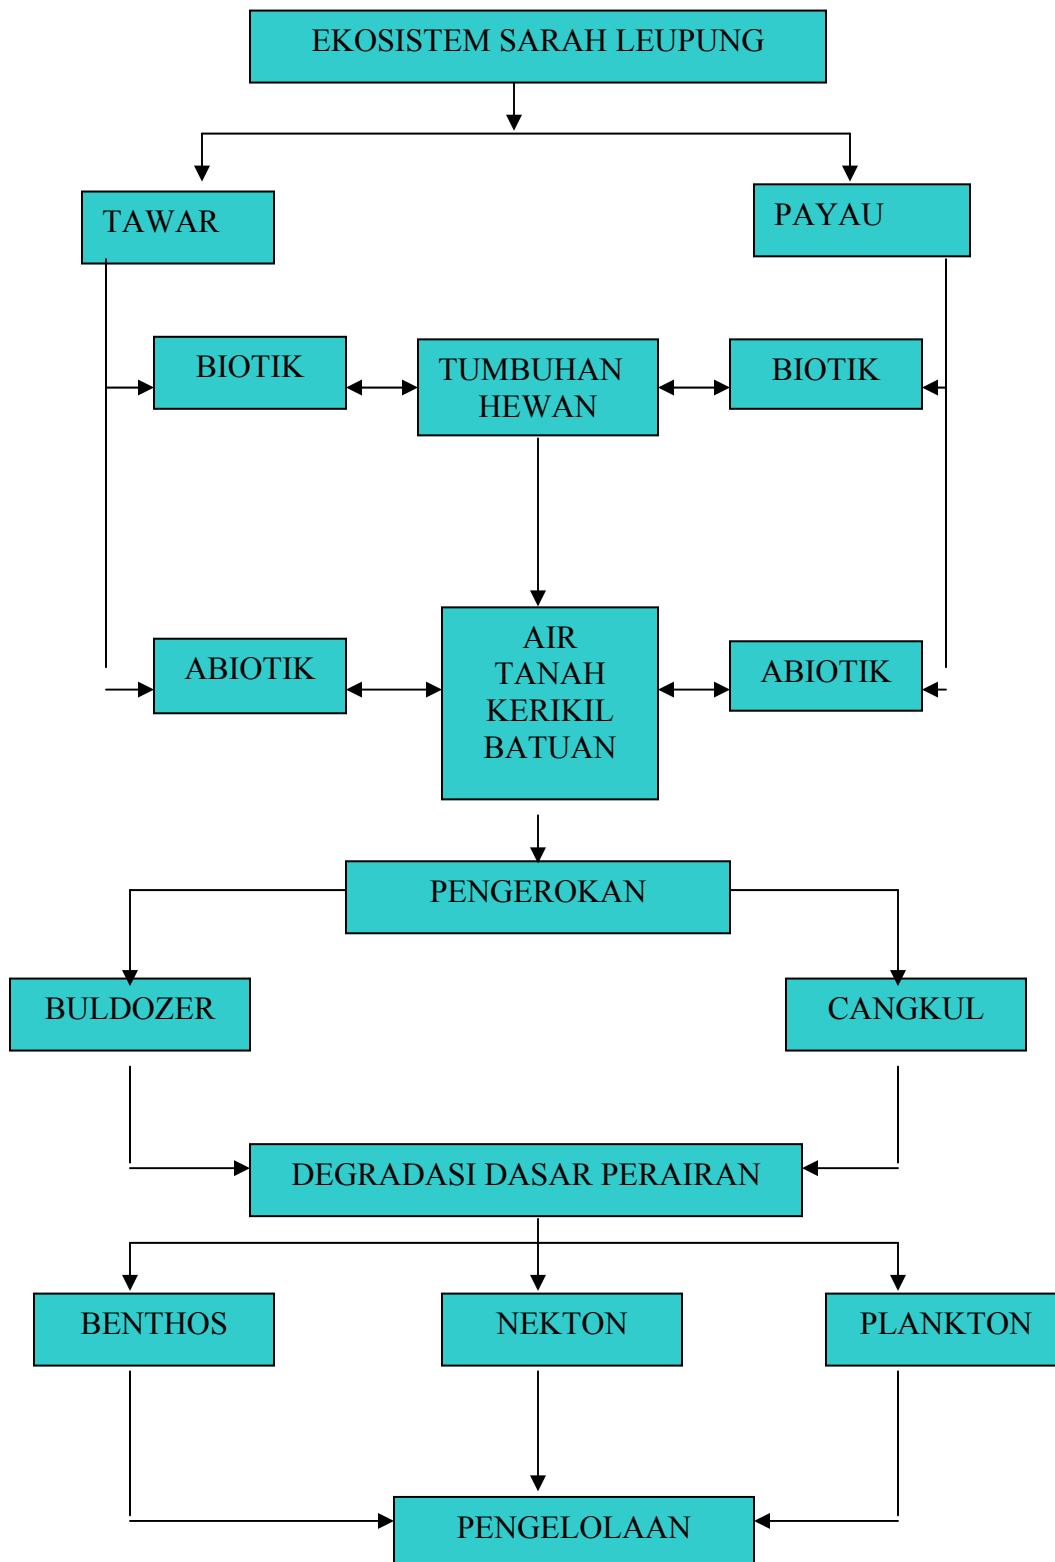 EKOSISTEM SARAH LEUPUNG
TAWAR
PAYAU
BIOTIK
TUMBUHAN
HEWAN
BIOTIK
ABIOTIK
AIR
TANAH
KERIKIL
BATUAN
ABIOTIK
PENGEROKAN
BULDOZER
CANGKUL
DEGRADASI DASAR PERAIRAN
BENTHOS
NEKTON
PLANKTON
PENGELOLAAN